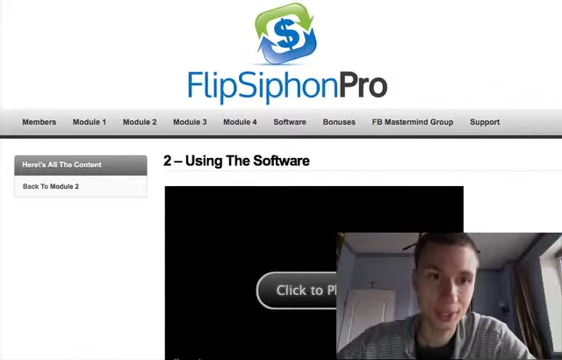 FlipSiphonPro
Members Module 1 Module 2 Module 3 Module 4 Software Bonuses FB Mastermind Group Support
Here\'s All The Content
2 – Using The Software
Back To Module 2
Click to Pl